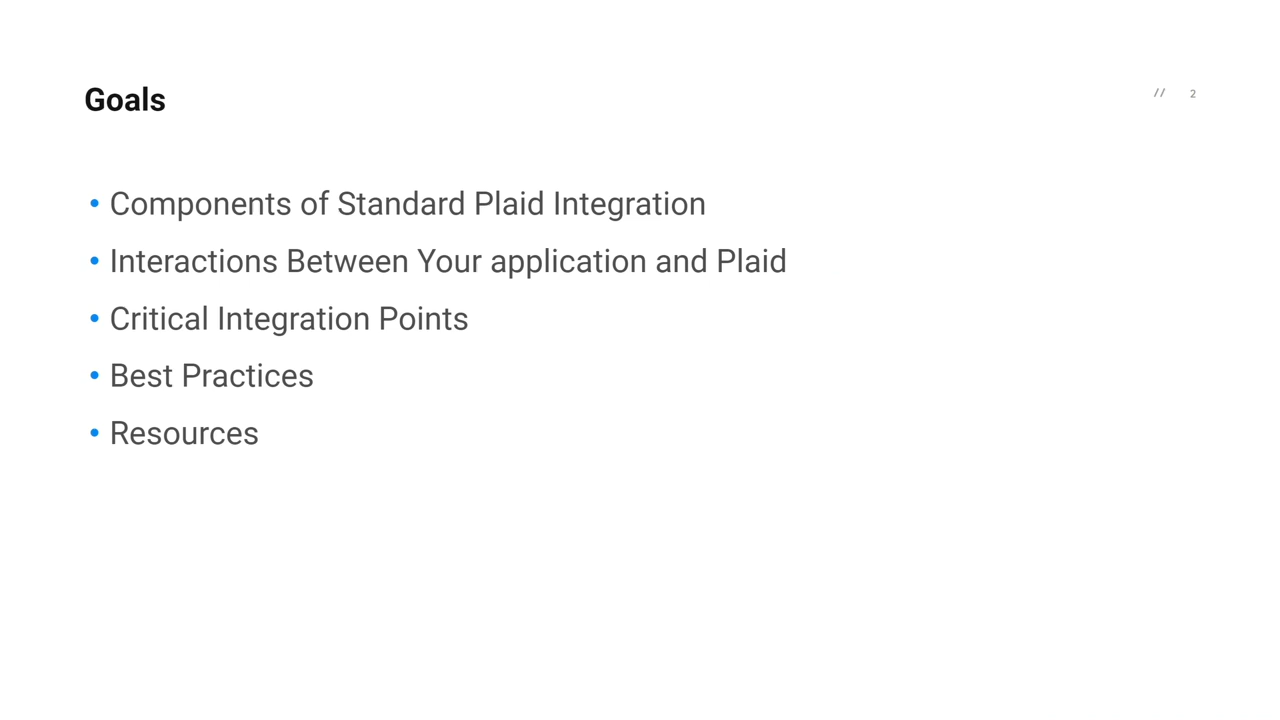 Goals
// 2
• Components of Standard Plaid Integration
• Interactions Between Your application and Plaid
• Critical Integration Points
• Best Practices
• Resources